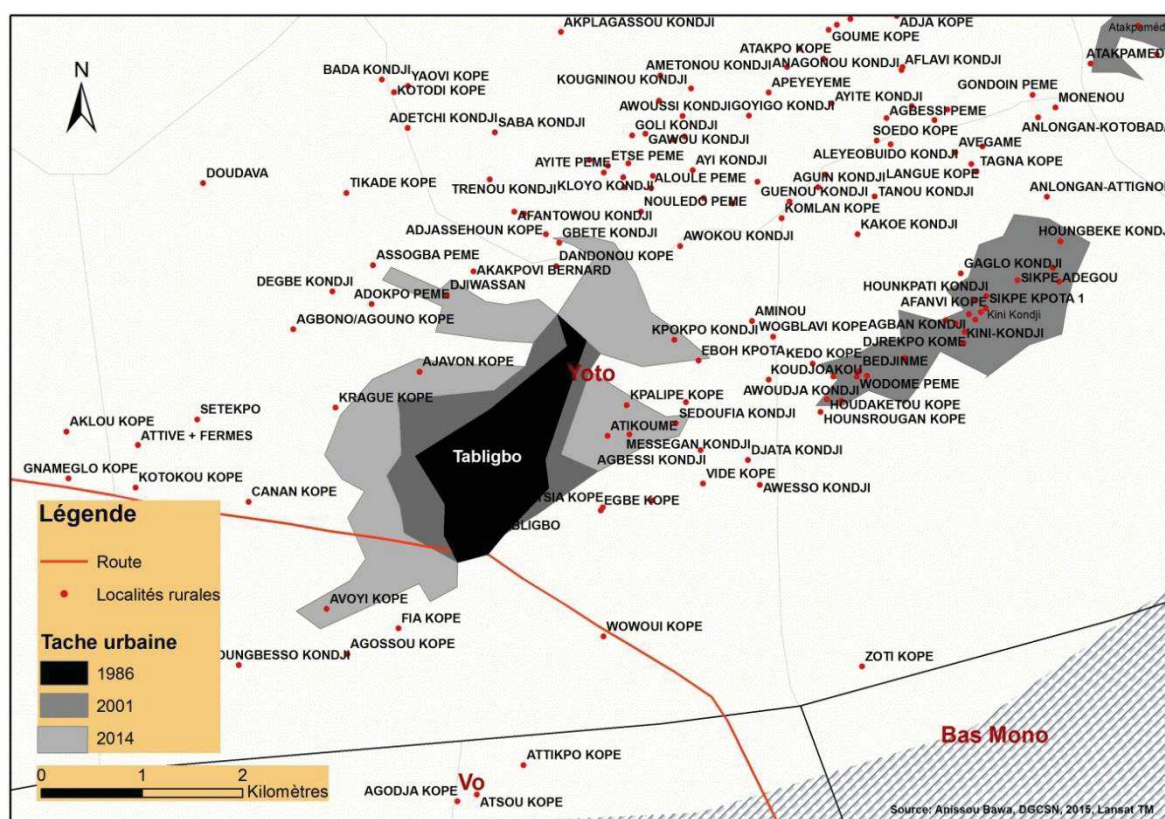 AKPLAGASSOU KONDJI
ADJA KOPE
GOUME KOPE
Atakpaméd
ATAKPAMED
ATAKPO KOPE
AMETONOU KONDJI
ANAGONOU KONDJI
AFLAVI KONDJI
N
BADA KONDJI
YAOVI KOPE
KOTODI KOPE
KOUGNINOU KONDJI
APEYEYEME
GONDOIN PEME
MONENOU
AWOUSSI KONDJI
GOYIGO KONDJI
AYITE KONDJI
AGBESSI PEME
ANLONGAN-KOTOBADA
ADETCHI KONDJI
SABA KONDJI
GOLI KONDJI
GAWOU KONDJI
SOEDO KOPE
AVEGAME
ALEYEOBUIDO KONDJI
AYITE PEME
ETSE PEME
AYI KONDJI
LANGUE KOPE
TAGNA KOPE
DOUDAVA
TIKADE KOPE
TRENOU KONDJI
KLOYO KONDJI
ALOULE PEME
AGUIN KONDJI
GUENOU KONDJI
TANOU KONDJI
ANLONGAN-ATTIGNON
NOULEDO PEME
KOMLAN KOPE
AFANTOWOU KONDJI
ADJASSEHOUN KOPE
GBETE KONDJI
AWOKOU KONDJI
KAKOE KONDJI
HOUNGBEKE KONDJI
ASSOGBA PEME
DANDONOU KOPE
AKAKPOVI BERNARD
GAGLO KONDJI
SIKPE ADEGOU
DEGBE KONDJI
DJIWASSAN
ADOKPO PEME
HOUNKPATI KONDJI
AFANVI KOPE
SIKPE KPOTA 1
Kini Kondji
AGBONO/AGOUNO KOPE
AMINOU
KPOKPO KONDJI
WOGBLAVI KOPE
AGBAN KONDJI
KINI-KONDJI
DJREKPO KOME
AJAVON KOPE
EBOH KPOTA
KEDO KOPE
BEDJINME
Yoto
KOUDJOAKOU
WODOME PEME
AWOUDJA KONDJI
HOUDAKETOU KOPE
HOUNSROUGAN KOPE
KRAGUE KOPE
KPALIPE KOPE
SEDOUFIA KONDJI
SETEKPO
AKLOU KOPE
ATTIVE + FERMES
ATIKOUME
MESSEGAN KONDJI
AGBESSI KONDJI
DJATA KONDJI
Tabligbo
GNAMEGLO KOPE
KOTOKOU KOPE
CANAN KOPE
VIDE KOPE
AWESSO KONDJI
YSIA KOPE
EGBE KOPE
BLIGBO
Légende
Route
Localités rurales
Tache urbaine
1986
2001
2014
AVOYI KOPE
FIA KOPE
AGOSSOU KOPE
OUNGBESSO KONDJI
WOWOUI KOPE
ZOTI KOPE
Bas Mono
0 1 2
Kilomètres
ATTIKPO KOPE
Vo
AGODJA KOPE
ATSOU KOPE
Source: Anissou Bawa, DGCSN, 2015, Lansat TM